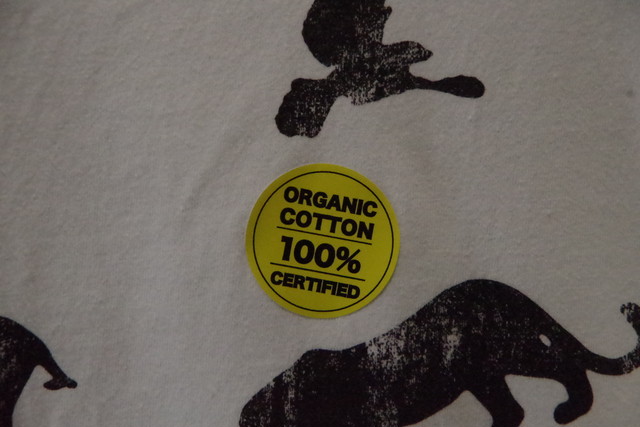 ORGANIC
COTTON
100%
CERTIFIED